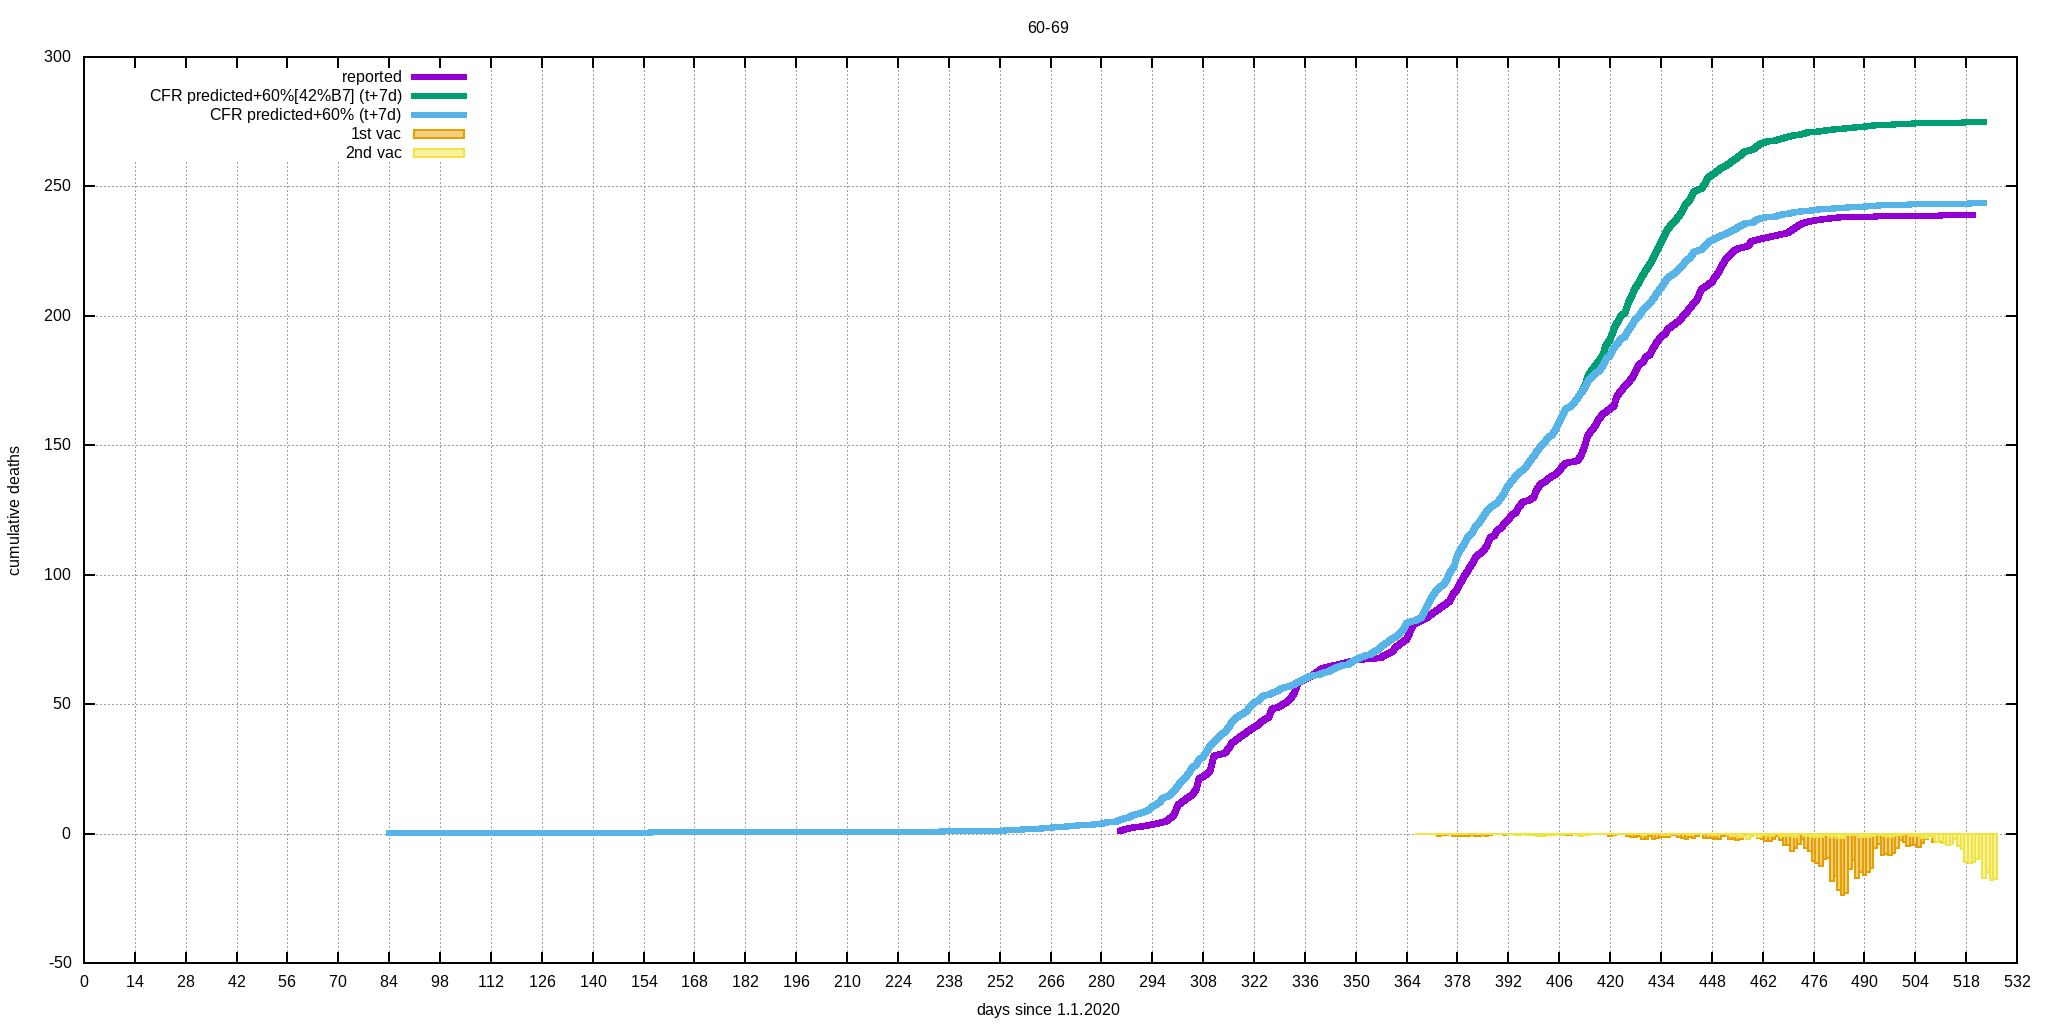 60-69
300
250
200
150
100
50
0
-50
cumulative deaths
reported
CFR predicted+60%[42%B7] (t+7d)
CFR predicted+60% (t+7d)
1st vac
2nd vac
0 14 28 42 56 70 84 98 112 126 140 154 168 182 196 210 224 238 252 266 280 294 308 322 336 350 364 378 392 406 420 434 448 462 476 490 504 518 532
days since 1.1.2020